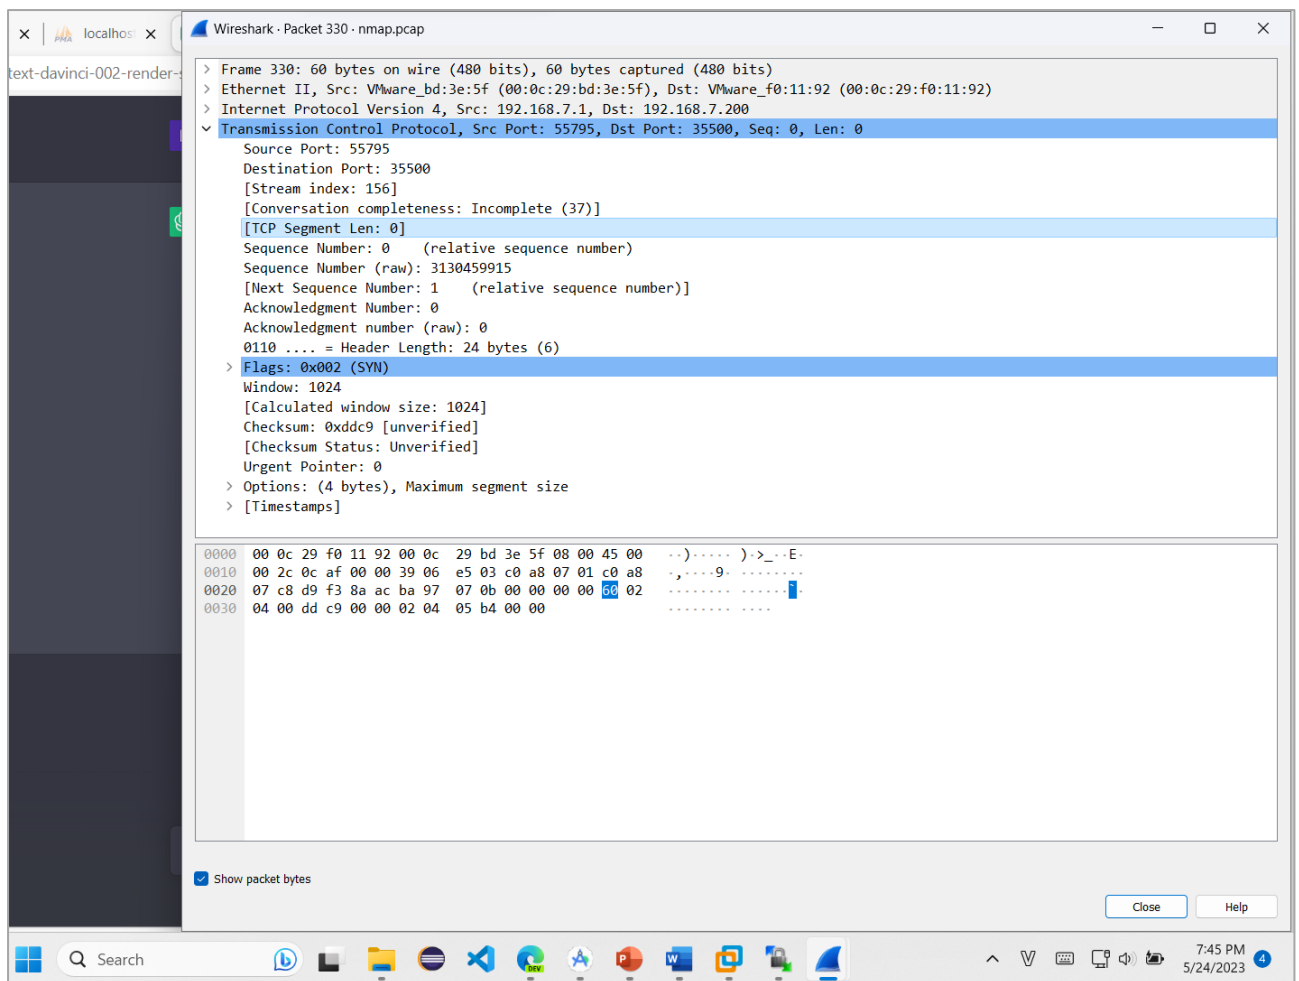 localhos
text-davinci-002-render-s
Wireshark · Packet 330 · nmap.pcap
Frame 330: 60 bytes on wire (480 bits), 60 bytes captured (480 bits)
Ethernet II, Src: VMware_bd:3e:5f (00:0c:29:bd:3e:5f), Dst: VMware_f0:11:92 (00:0c:29:f0:11:92)
Internet Protocol Version 4, Src: 192.168.7.1, Dst: 192.168.7.200
Transmission Control Protocol, Src Port: 55795, Dst Port: 35500, Seq: 0, Len: 0
Source Port: 55795
Destination Port: 35500
[Stream index: 156]
[Conversation completeness: Incomplete (37)]
[TCP Segment Len: 0]
Sequence Number: 0    (relative sequence number)
Sequence Number (raw): 3130459915
[Next Sequence Number: 1    (relative sequence number)]
Acknowledgment Number: 0
Acknowledgment number (raw): 0
0110 .... = Header Length: 24 bytes (6)
Flags: 0x002 (SYN)
Window: 1024
[Calculated window size: 1024]
Checksum: 0xddc9 [unverified]
[Checksum Status: Unverified]
Urgent Pointer: 0
Options: (4 bytes), Maximum segment size
[Timestamps]
0000 00 0c 29 f0 11 92 00 0c 29 bd 3e 5f 08 00 45 00 ··)····· )·>_··E·
0010 00 2c 0c af 00 00 39 06 e5 03 c0 a8 07 01 c0 a8 ·,····9· ········
0020 07 c8 d9 f3 8a ac ba 97 07 0b 00 00 00 00 60 02 ········ ······`·
0030 04 00 dd c9 00 00 02 04 05 b4 00 00 ········ ····
Show packet bytes
Close Help
Search
7:45 PM
5/24/2023
4